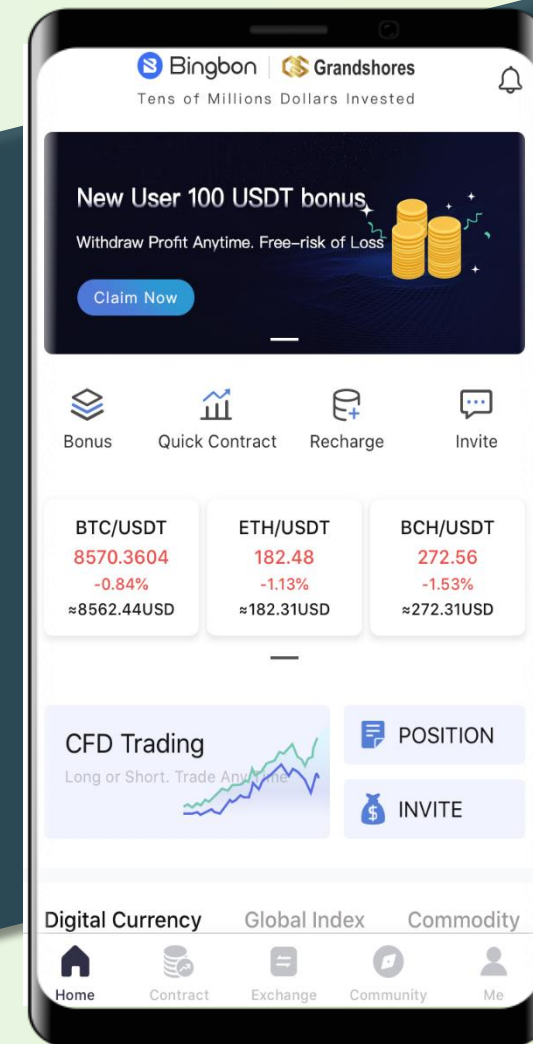 Bingbon | Grandshores
Tens of Millions Dollars Invested
New User 100 USDT bonus
Withdraw Profit Anytime. Free-risk of Loss
Claim Now
Bonus Quick Contract Recharge Invite
BTC/USDT ETH/USDT BCH/USDT
8570.3604 182.48 272.56
-0.84% -1.13% -1.53%
≈8562.44USD ≈182.31USD ≈272.31USD
CFD Trading
Long or Short. Trade Anytime
POSITION
$ INVITE
Digital Currency Global Index Commodity
Home Contract Exchange Community Me